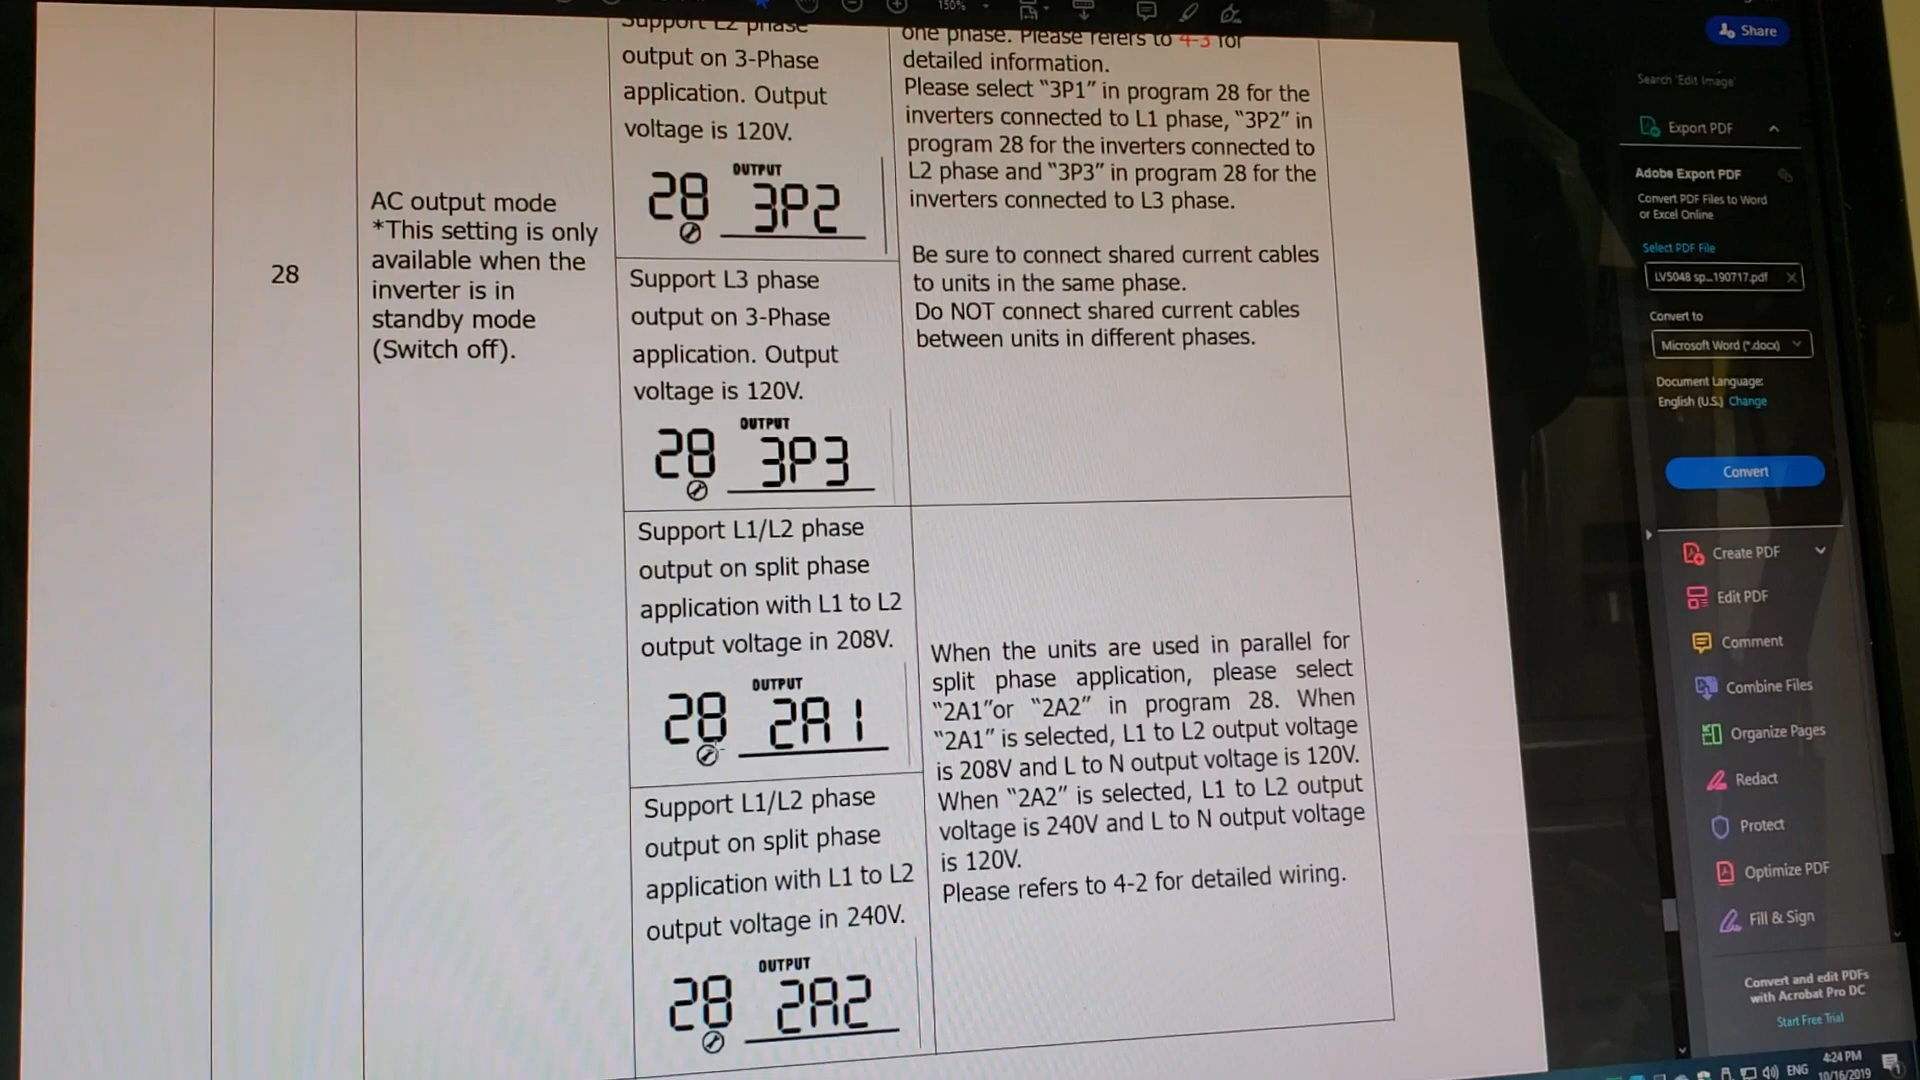 150%
Support L2 phase
output on 3-Phase
application. Output
voltage is 120V.
OUTPUT
28 3P2
one phase. Please refers to 4-3 for
detailed information.
Please select “3P1” in program 28 for the
inverters connected to L1 phase, “3P2” in
program 28 for the inverters connected to
L2 phase and “3P3” in program 28 for the
inverters connected to L3 phase.
Be sure to connect shared current cables
to units in the same phase.
Do NOT connect shared current cables
between units in different phases.
28
AC output mode
*This setting is only
available when the
inverter is in
standby mode
(Switch off).
Support L3 phase
output on 3-Phase
application. Output
voltage is 120V.
OUTPUT
28 3P3
Support L1/L2 phase
output on split phase
application with L1 to L2
output voltage in 208V.
OUTPUT
28 2A1
Support L1/L2 phase
output on split phase
application with L1 to L2
output voltage in 240V.
OUTPUT
28 2A2
When the units are used in parallel for
split phase application, please select
“2A1”or “2A2” in program 28. When
“2A1” is selected, L1 to L2 output voltage
is 208V and L to N output voltage is 120V.
When “2A2” is selected, L1 to L2 output
voltage is 240V and L to N output voltage
is 120V.
Please refers to 4-2 for detailed wiring.
Share
Search 'Edit Image'
Export PDF
Adobe Export PDF
Convert PDF Files to Word
or Excel Online
Select PDF File
LV5048 sp...190717.pdf
Convert to
Microsoft Word (*.docx)
Document Language:
English (U.S.) Change
Convert
Create PDF
Edit PDF
Comment
Combine Files
Organize Pages
Redact
Protect
Optimize PDF
Fill & Sign
Convert and edit PDFs
with Acrobat Pro DC
Start Free Trial
ENG
4:24 PM
10/16/2019